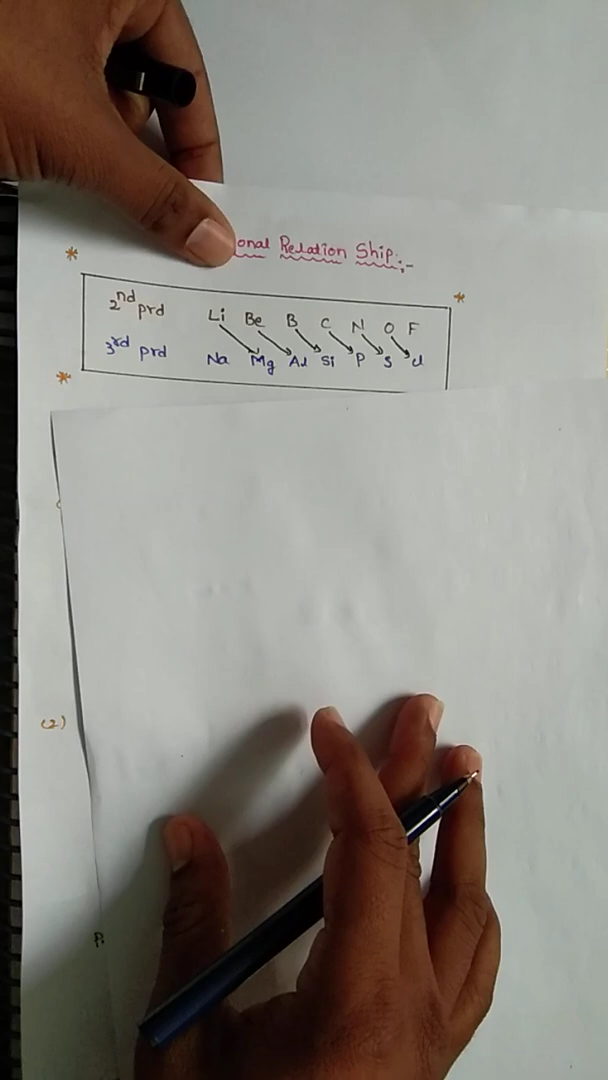 onal Relation Ship:-
2nd prd Li Be B C N O F
3rd prd Na Mg Al Si P S Cl
(2)